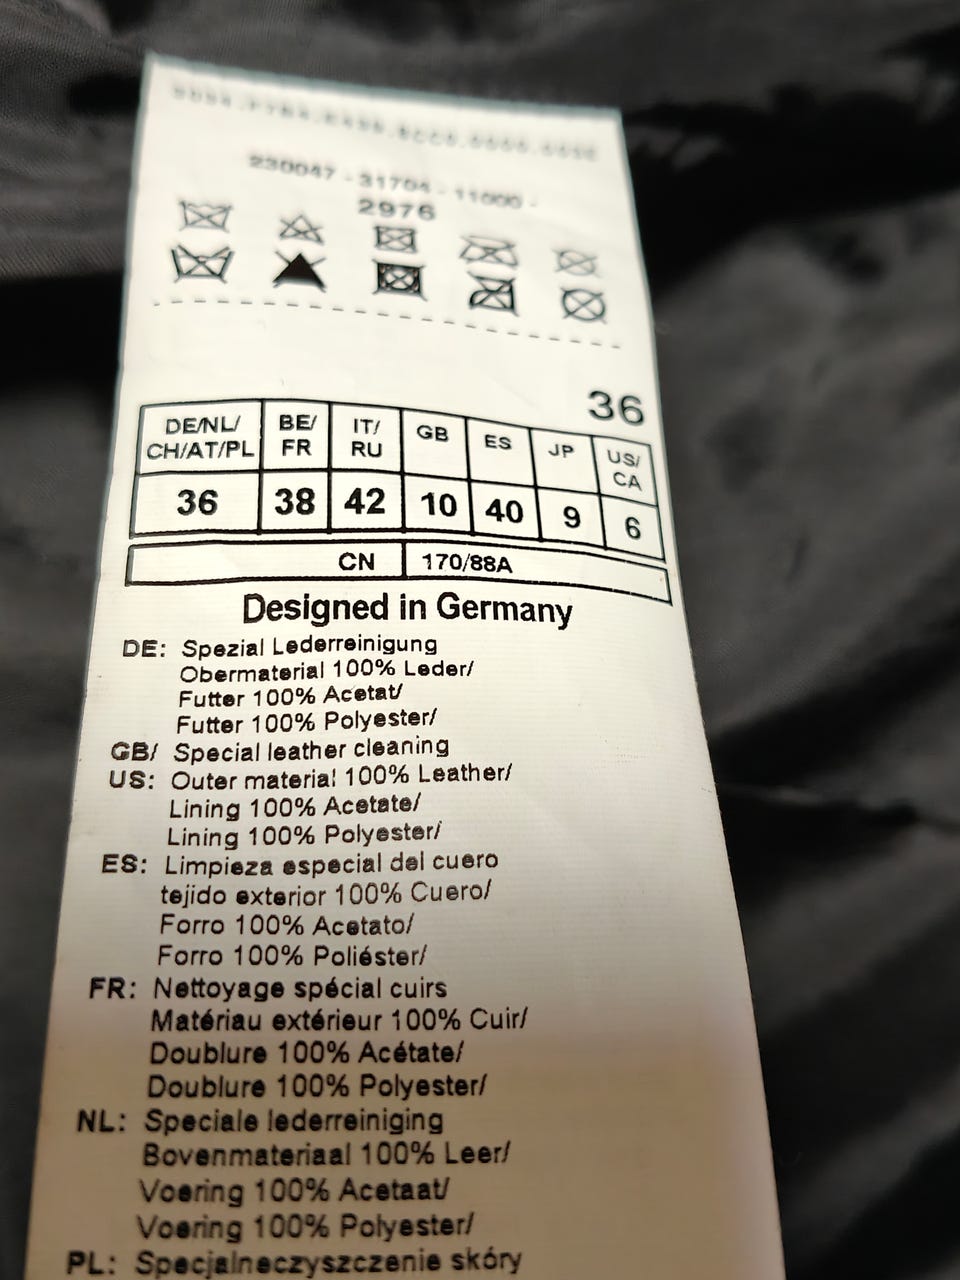 230047 - 31704 - 11000 -
2976
36
DE/NL/ CH/AT/PL BE/ FR IT/ RU GB ES JP US/ CA
36 38 42 10 40 9 6
CN 170/88A
Designed in Germany
DE: Spezial Lederreinigung
Obermaterial 100% Leder/
Futter 100% Acetat/
Futter 100% Polyester/
GB/ Special leather cleaning
US: Outer material 100% Leather/
Lining 100% Acetate/
Lining 100% Polyester/
ES: Limpieza especial del cuero
tejido exterior 100% Cuero/
Forro 100% Acetato/
Forro 100% Poliéster/
FR: Nettoyage spécial cuirs
Matériau extérieur 100% Cuir/
Doublure 100% Acétate/
Doublure 100% Polyester/
NL: Speciale lederreiniging
Bovenmateriaal 100% Leer/
Voering 100% Acetaat/
Voering 100% Polyester/
PL: Specjalneczyszczenie skóry